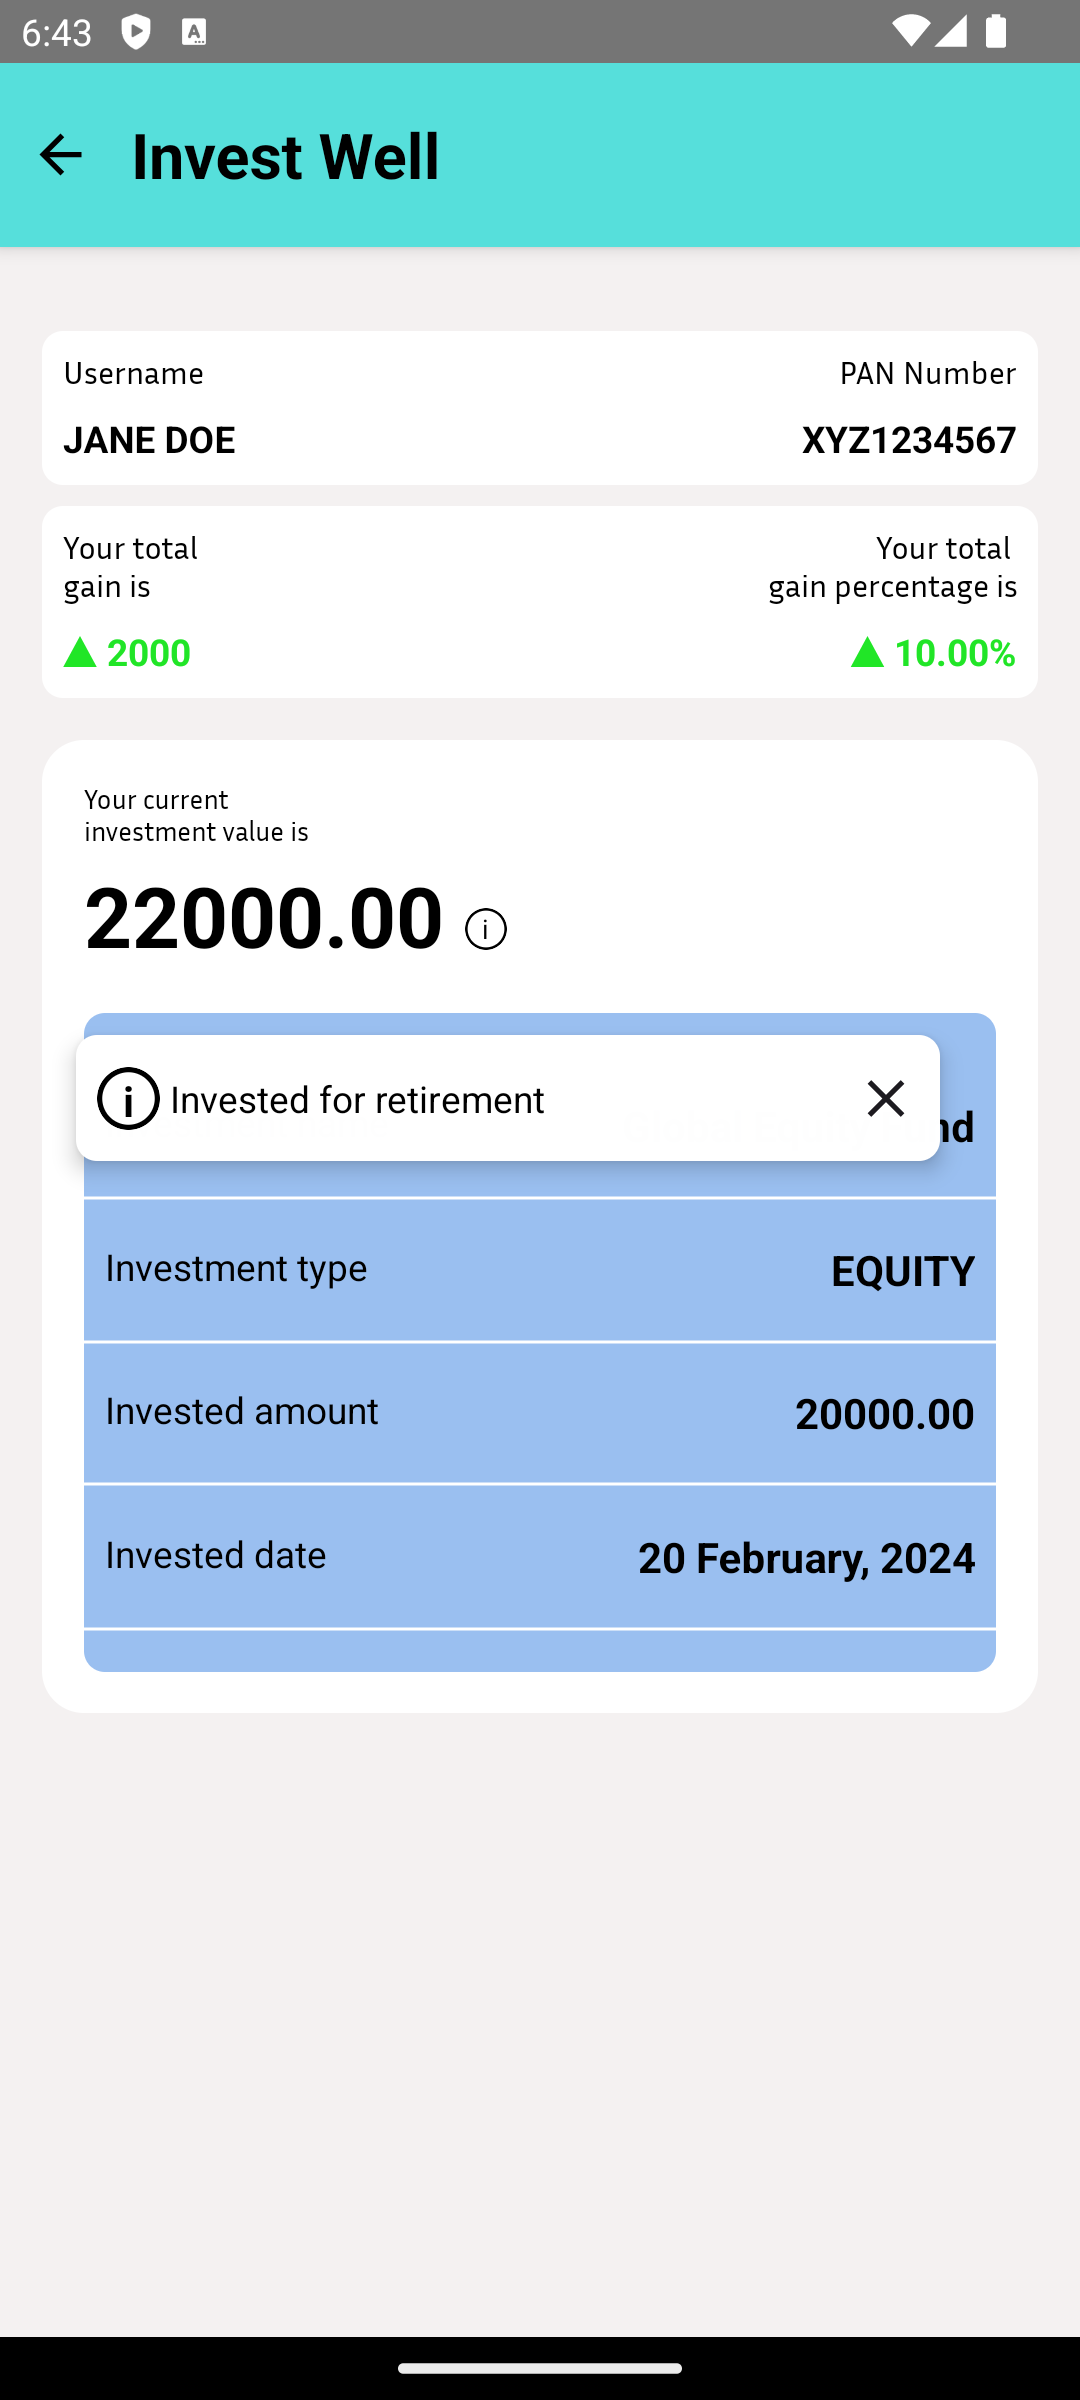 6:43
Invest Well
Username
PAN Number
JANE DOE
XYZ1234567
Your total
gain is
Your total
gain percentage is
2000
10.00%
Your current
investment value is
22000.00
Invested for retirement
Investment type
EQUITY
Invested amount
20000.00
Invested date
20 February, 2024